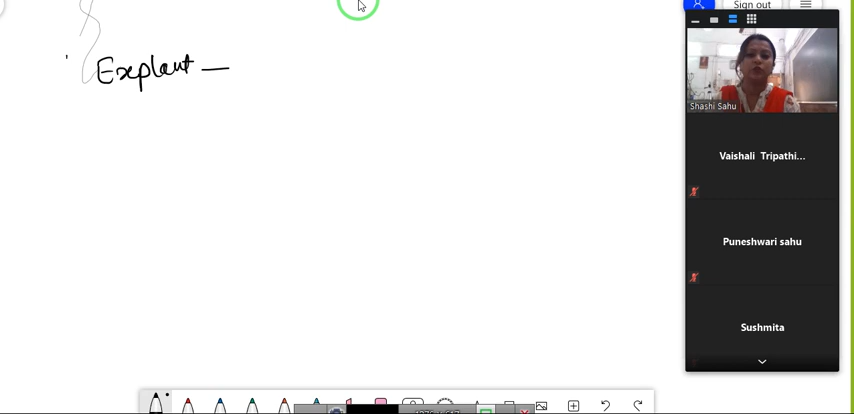 Sign out
Explant —
Shashi Sahu
Vaishali Tripathi...
Puneshwari sahu
Sushmita